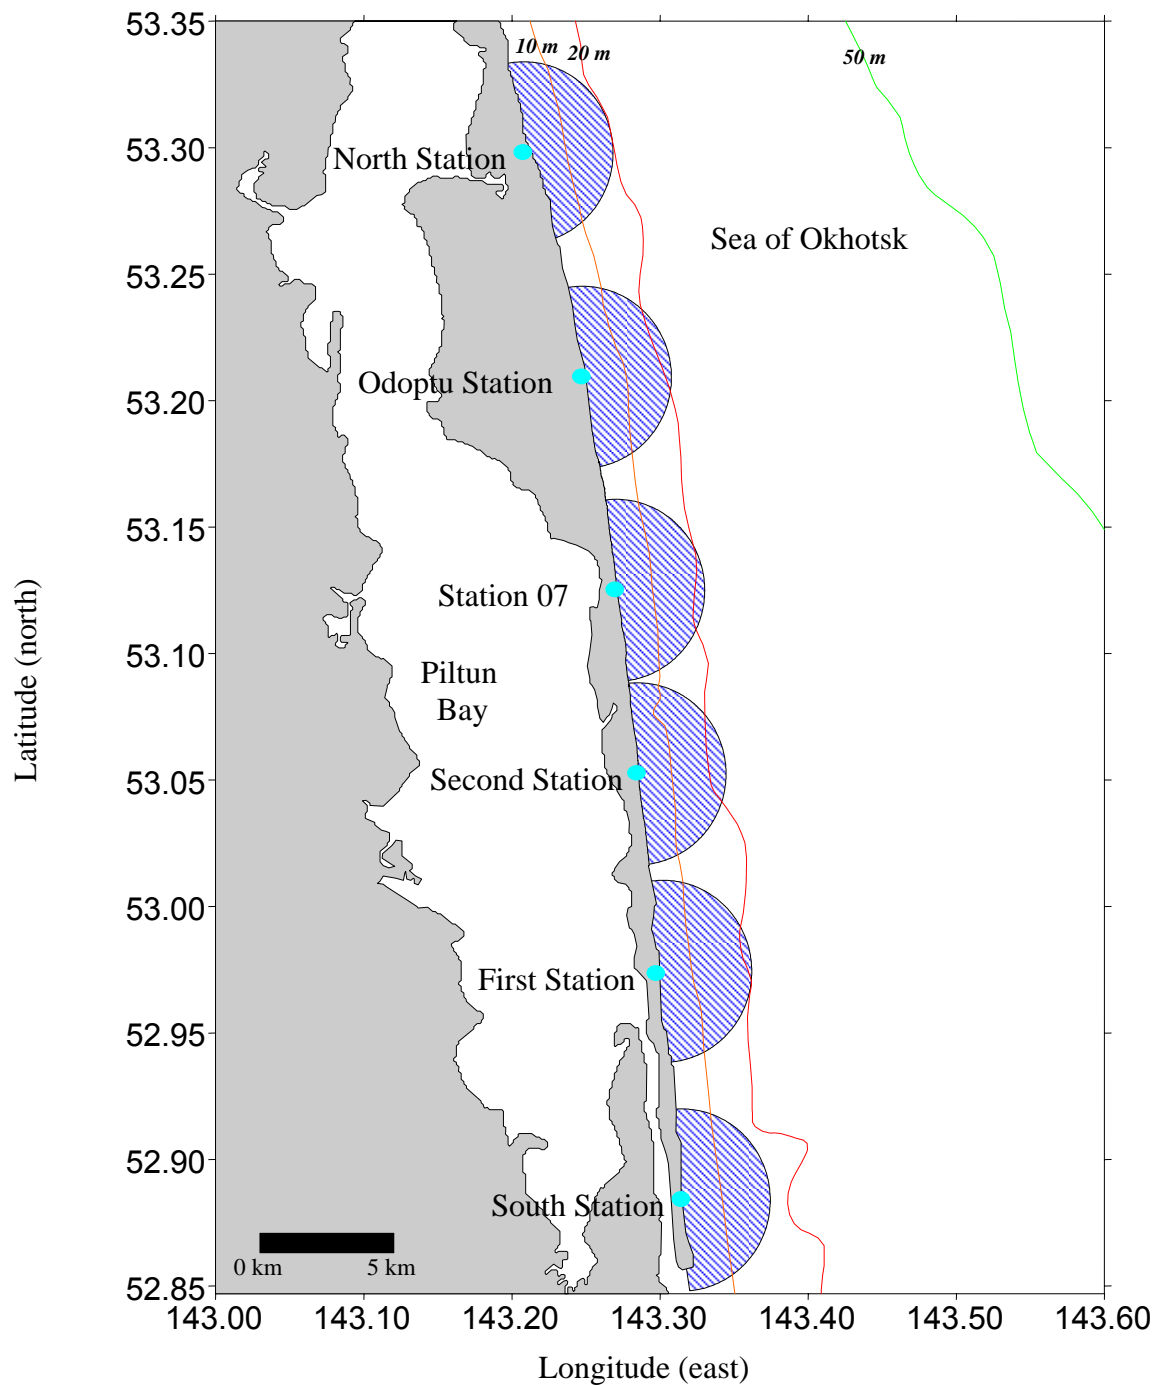 53.35
10 m
20 m
50 m
53.30
North Station
Sea of Okhotsk
53.25
Odoptu Station
53.20
53.15
Station 07
53.10
Piltun
Bay
Latitude (north)
Second Station
53.05
53.00
First Station
52.95
52.90
South Station
0 km
5 km
52.85
143.00
143.10
143.20
143.30
143.40
143.50
143.60
Longitude (east)